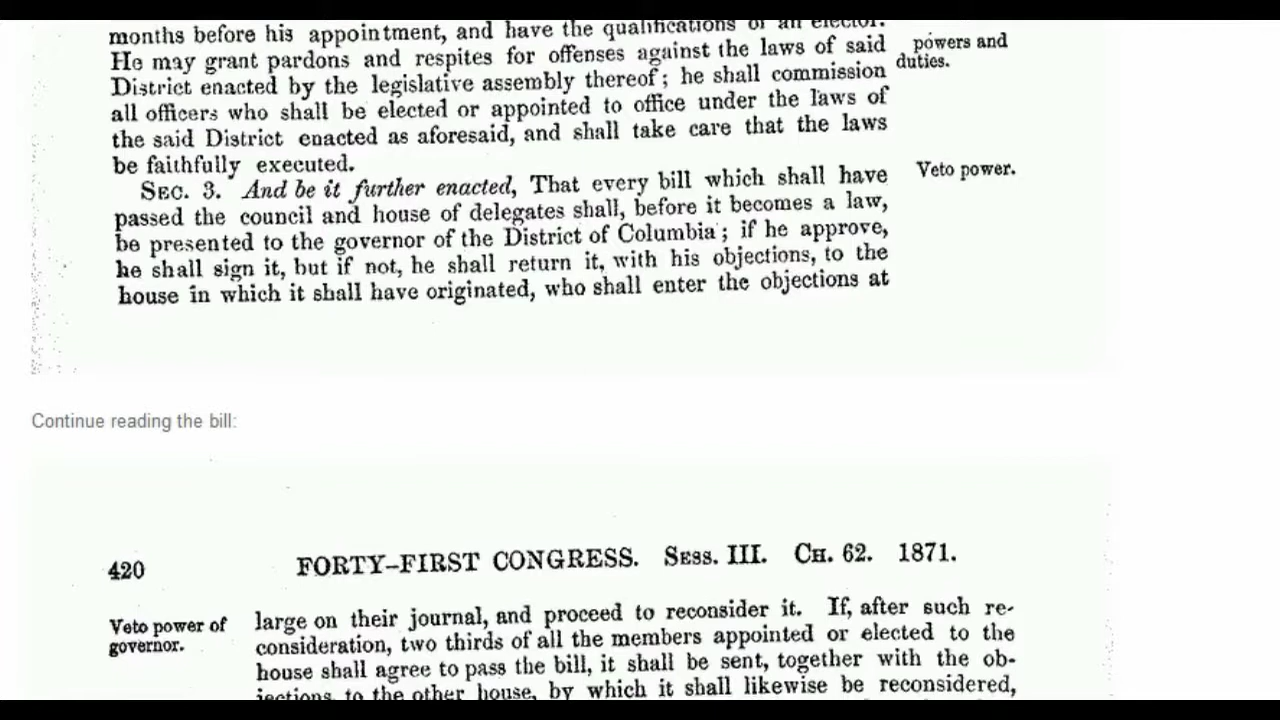 months before his appointment, and have the qualifications of an elector.
He may grant pardons and respites for offenses against the laws of said
powers and
District enacted by the legislative assembly thereof; he shall commission
duties.
all officers who shall be elected or appointed to office under the laws of
the said District enacted as aforesaid, and shall take care that the laws
be faithfully executed.
SEC. 3. And be it further enacted, That every bill which shall have
Veto power.
passed the council and house of delegates shall, before it becomes a law,
be presented to the governor of the District of Columbia; if he approve,
he shall sign it, but if not, he shall return it, with his objections, to the
house in which it shall have originated, who shall enter the objections at
Continue reading the bill:
420
FORTY-FIRST CONGRESS. SESS. III. CH. 62. 1871.
Veto power of
governor.
large on their journal, and proceed to reconsider it. If, after such re-
consideration, two thirds of all the members appointed or elected to the
house shall agree to pass the bill, it shall be sent, together with the ob-
jections, to the other house, by which it shall likewise be reconsidered,